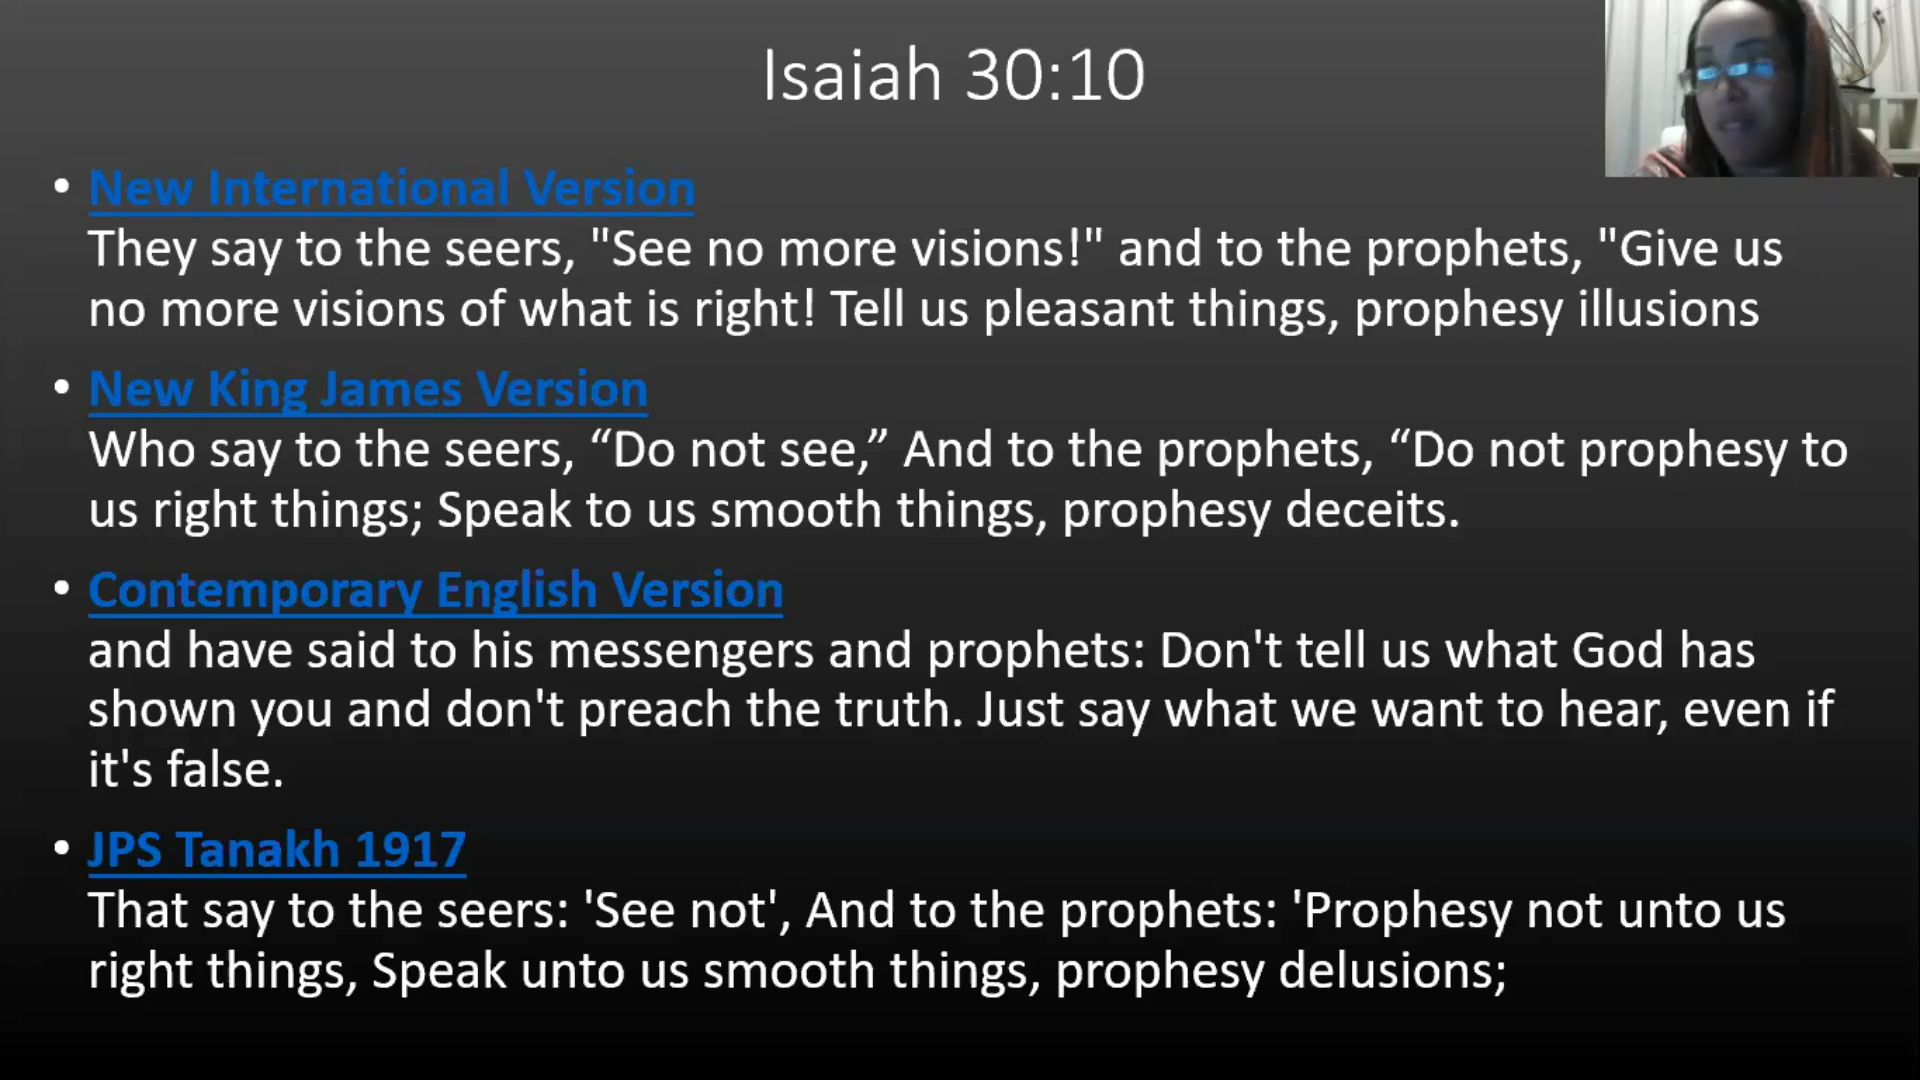 Isaiah 30:10
• New International Version
They say to the seers, "See no more visions!" and to the prophets, "Give us
no more visions of what is right! Tell us pleasant things, prophesy illusions
• New King James Version
Who say to the seers, “Do not see,” And to the prophets, “Do not prophesy to
us right things; Speak to us smooth things, prophesy deceits.
• Contemporary English Version
and have said to his messengers and prophets: Don't tell us what God has
shown you and don't preach the truth. Just say what we want to hear, even if
it's false.
• JPS Tanakh 1917
That say to the seers: 'See not', And to the prophets: 'Prophesy not unto us
right things, Speak unto us smooth things, prophesy delusions;